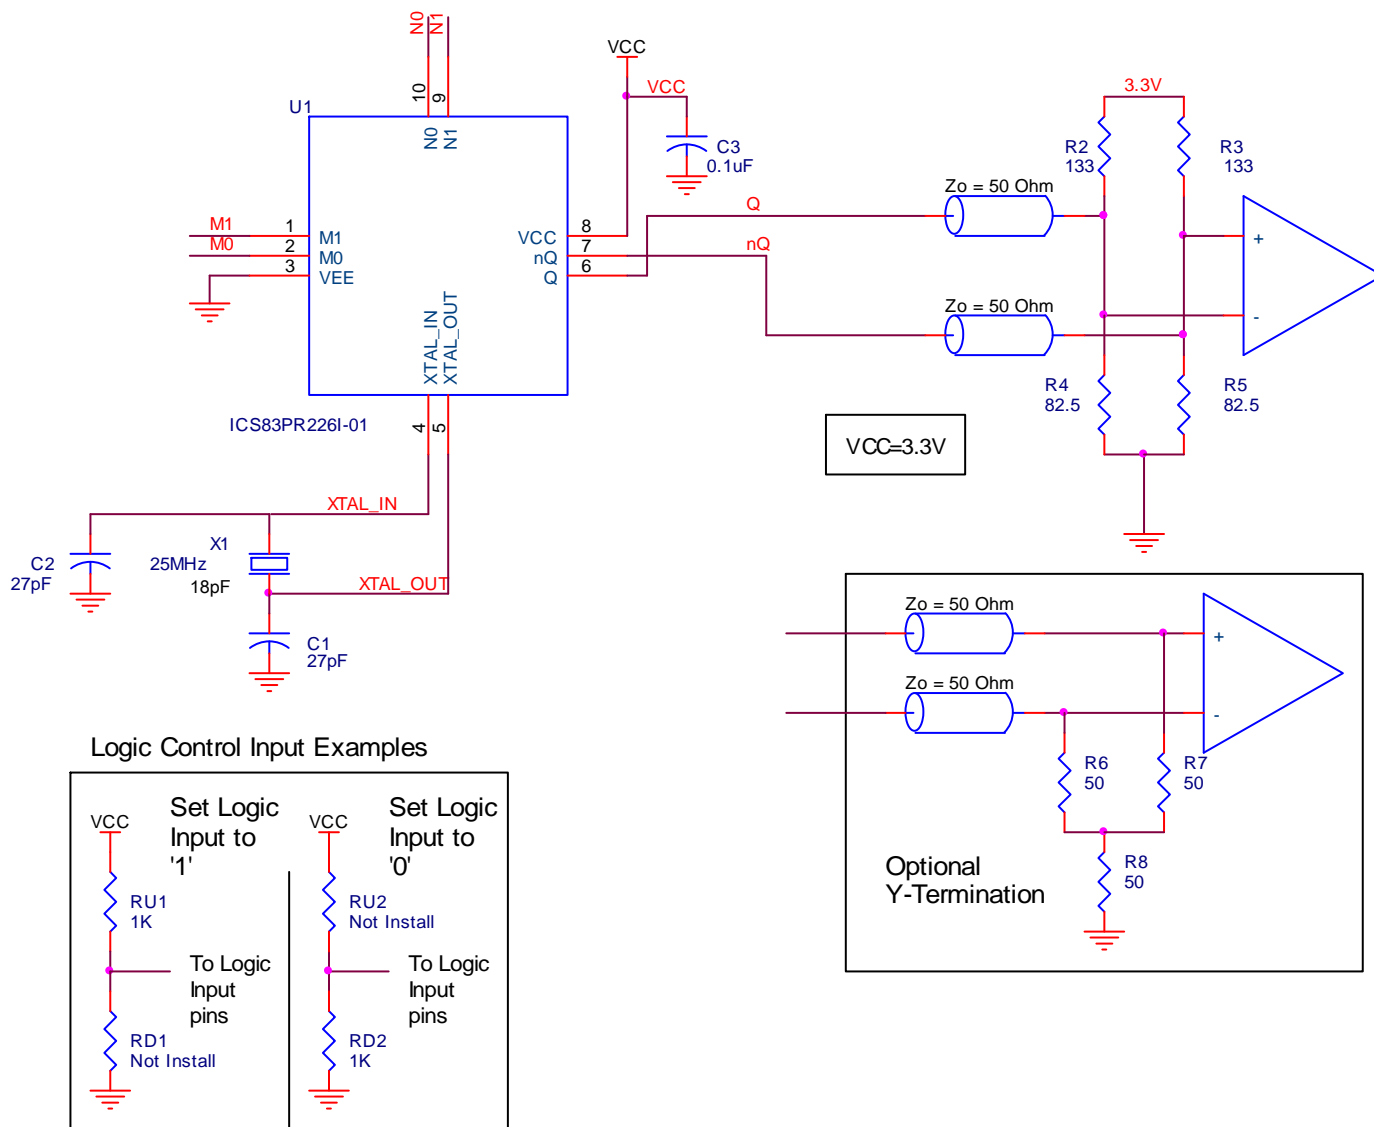 N0
N1
10
9
U1
N0
N1
VCC
VCC
C3
0.1uF
3.3V
R2
133
R3
133
M1
M0
1
2
3
M1
M0
VEE
VCC
nQ
Q
8
7
6
Q
nQ
Zo = 50 Ohm
Zo = 50 Ohm
+
-
XTAL_IN
XTAL_OUT
R4
82.5
R5
82.5
ICS83PR226I-01
4
5
VCC=3.3V
XTAL_IN
C2
27pF
X1
25MHz
18pF
XTAL_OUT
C1
27pF
Zo = 50 Ohm
Zo = 50 Ohm
+
-
R6
50
R7
50
R8
50
Optional
Y-Termination
Logic Control Input Examples
VCC
Set Logic
Input to
'1'
RU1
1K
To Logic
Input
pins
RD1
Not Install
VCC
Set Logic
Input to
'0'
RU2
Not Install
To Logic
Input
pins
RD2
1K